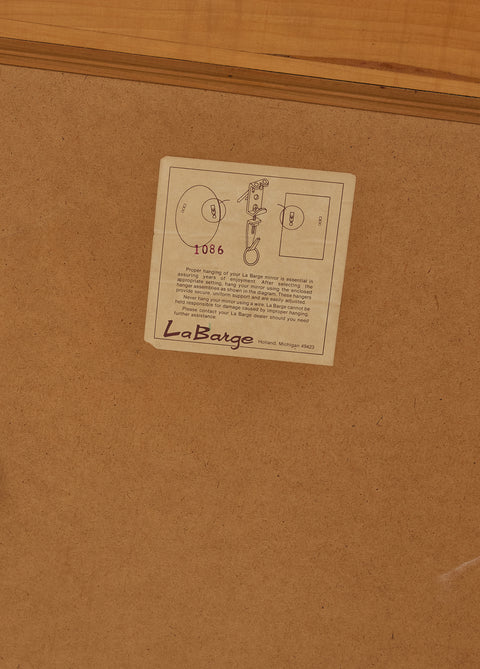 1086
Proper hanging of your La Barge mirror is essential in
assuring years of enjoyment. After selecting the
appropriate setting, hang your mirror using the enclosed
hanger assemblies as shown in the diagram. These hangers
provide secure, uniform support and are easily adjusted.
Never hang your mirror using a wire. La Barge cannot be
held responsible for damage caused by improper hanging.
Please contact your La Barge dealer should you need
further assistance.
LaBarge Holland, Michigan 49423